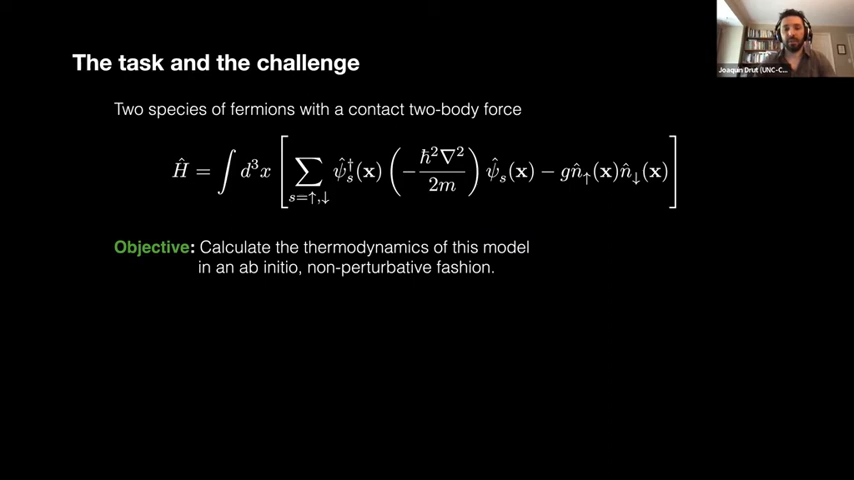 The task and the challenge
Joaquin Drut (UNC-C...
Two species of fermions with a contact two-body force
Ĥ = ∫ d³x [ ∑_{s=↑,↓} ψ̂†_s(x) ( −ħ²∇²/2m ) ψ̂_s(x) − g n̂_↑(x) n̂_↓(x) ]
Objective: Calculate the thermodynamics of this model
in an ab initio, non-perturbative fashion.